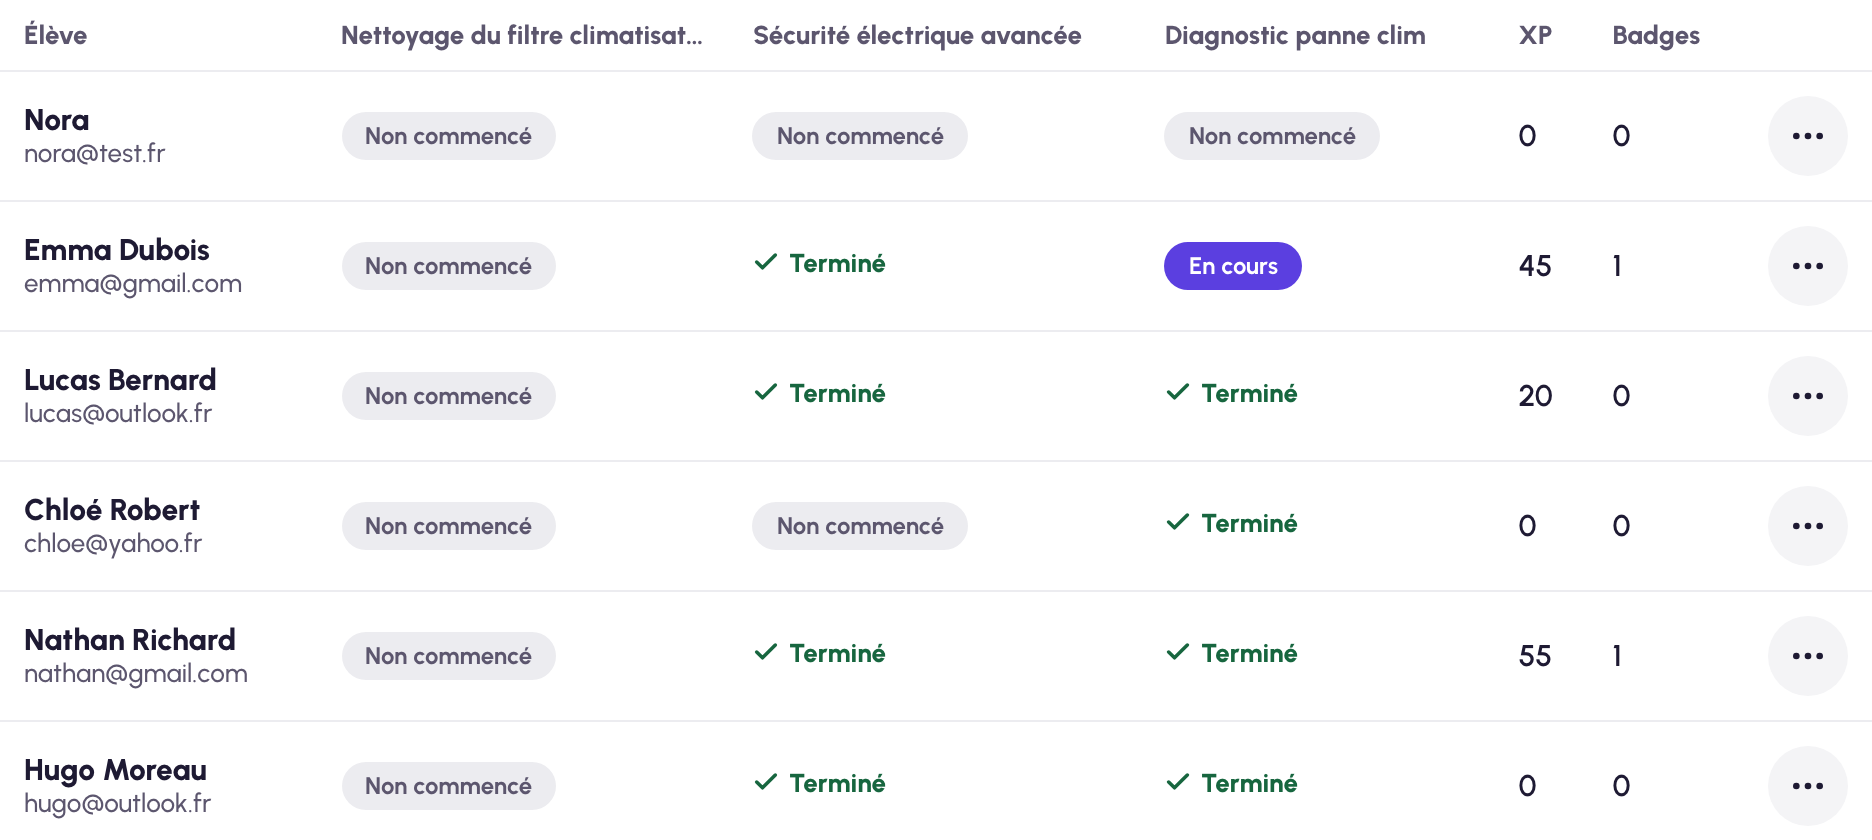 Élève Nettoyage du filtre climatisat... Sécurité électrique avancée Diagnostic panne clim XP Badges
Nora
nora@test.fr
Non commencé Non commencé Non commencé 0 0
Emma Dubois
emma@gmail.com
Non commencé Terminé En cours 45 1
Lucas Bernard
lucas@outlook.fr
Non commencé Terminé Terminé 20 0
Chloé Robert
chloe@yahoo.fr
Non commencé Non commencé Terminé 0 0
Nathan Richard
nathan@gmail.com
Non commencé Terminé Terminé 55 1
Hugo Moreau
hugo@outlook.fr
Non commencé Terminé Terminé 0 0